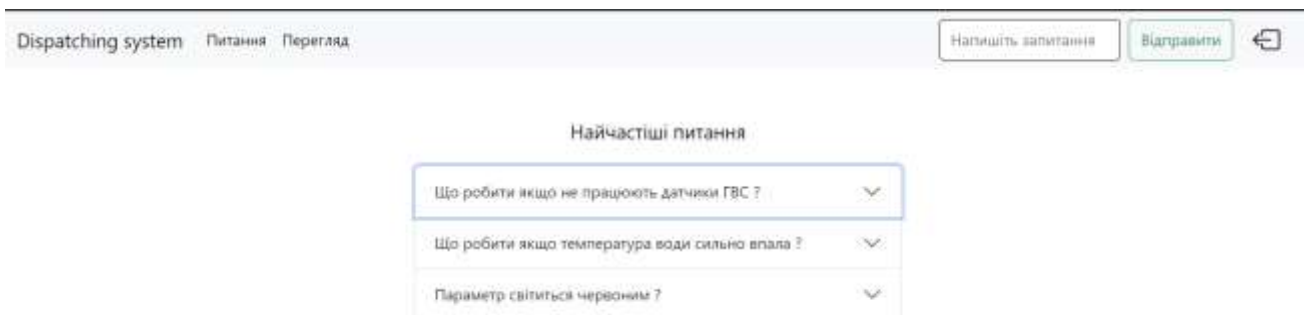 Dispatching system Питання Перегляд Напишіть запитання Відправити
Найчастіші питання
Що робити якщо не працюють датчики ГВС ?
Що робити якщо температура води сильно впала ?
Параметр світиться червоним ?